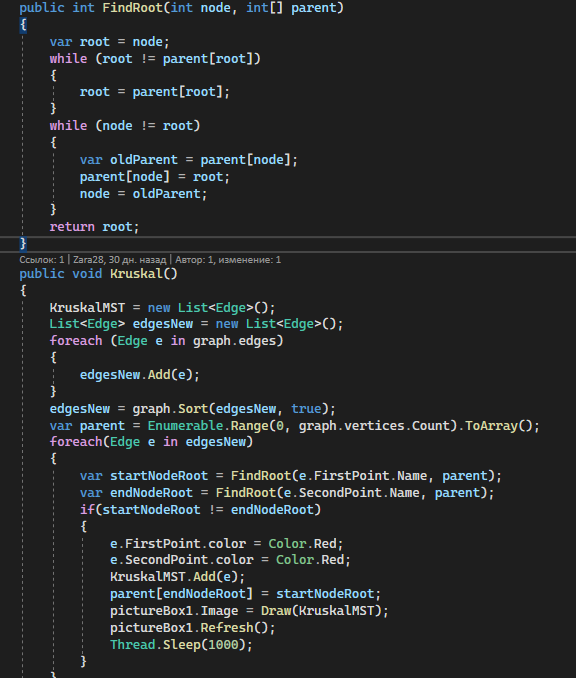 public int FindRoot(int node, int[] parent)
{
var root = node;
while (root != parent[root])
{
root = parent[root];
}
while (node != root)
{
var oldParent = parent[node];
parent[node] = root;
node = oldParent;
}
return root;
}
Ссылок: 1 | Zara28, 30 дн. назад | Автор: 1, изменение: 1
public void Kruskal()
{
KruskalMST = new List<Edge>();
List<Edge> edgesNew = new List<Edge>();
foreach (Edge e in graph.edges)
{
edgesNew.Add(e);
}
edgesNew = graph.Sort(edgesNew, true);
var parent = Enumerable.Range(0, graph.vertices.Count).ToArray();
foreach(Edge e in edgesNew)
{
var startNodeRoot = FindRoot(e.FirstPoint.Name, parent);
var endNodeRoot = FindRoot(e.SecondPoint.Name, parent);
if(startNodeRoot != endNodeRoot)
{
e.FirstPoint.color = Color.Red;
e.SecondPoint.color = Color.Red;
KruskalMST.Add(e);
parent[endNodeRoot] = startNodeRoot;
pictureBox1.Image = Draw(KruskalMST);
pictureBox1.Refresh();
Thread.Sleep(1000);
}
}